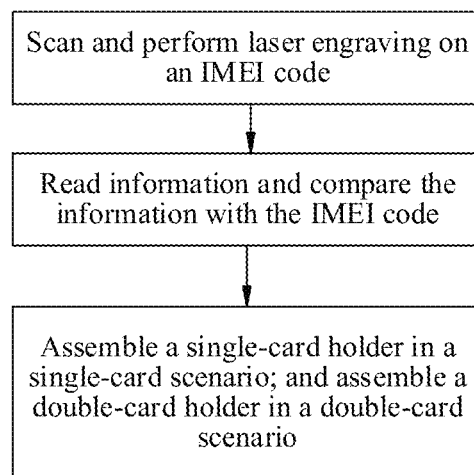 Scan and perform laser engraving on
an IMEI code
Read information and compare the
information with the IMEI code
Assemble a single-card holder in a
single-card scenario; and assemble a
double-card holder in a double-card
scenario